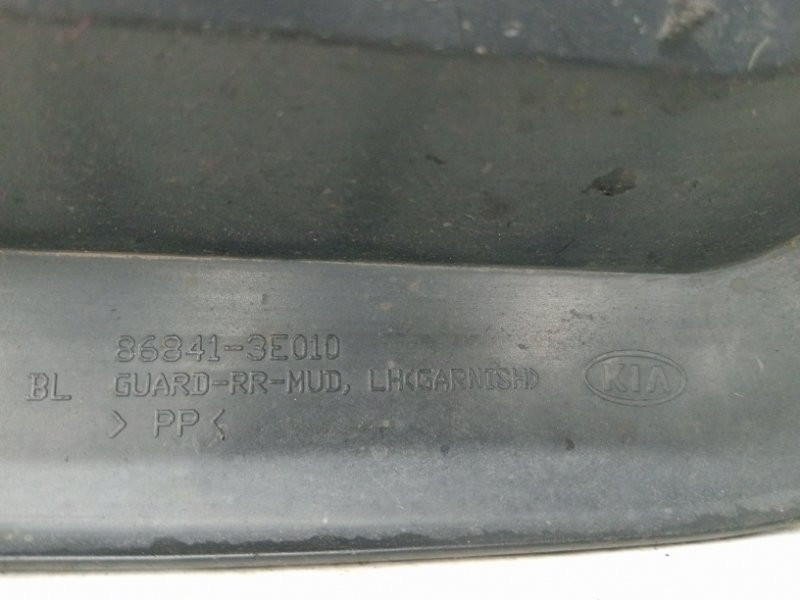 86841-3E010
BL GUARD-RR-MUD, LH(GARNISH)
> PP <
KIA